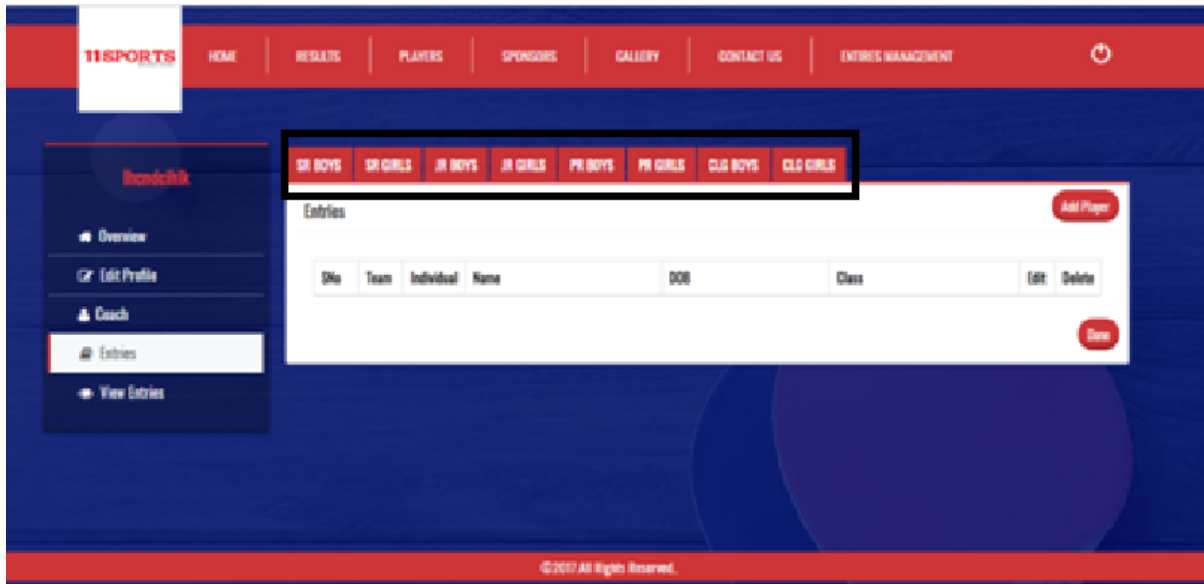 11SPORTS
HOME RESULTS PLAYERS SPONSORS GALLERY CONTACT US ENTIRES MANAGEMENT
SR BOYS SR GIRLS JR BOYS JR GIRLS PR BOYS PR GIRLS CLG BOYS CLG GIRLS
Entries
Add Player
SNo Team Individual Name DOB Class Edit Delete
Done
Overview
Edit Profile
Coach
Entries
View Entries
©2017.All Rights Reserved.